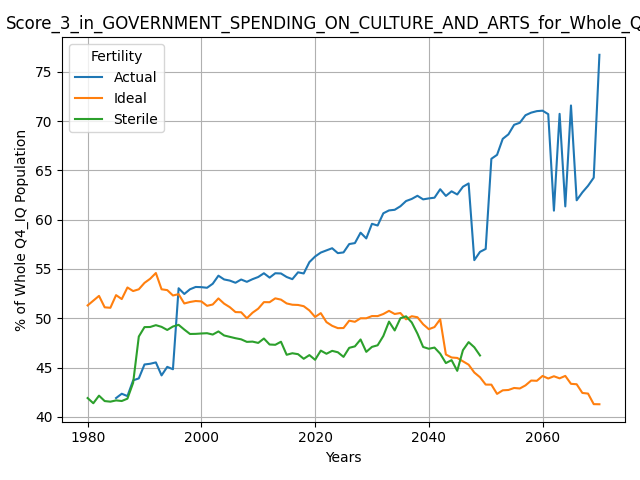 Score_3_in_GOVERNMENT_SPENDING_ON_CULTURE_AND_ARTS_for_Whole_Q
Fertility
Actual
Ideal
Sterile
% of Whole Q4_IQ Population
75
70
65
60
55
50
45
40
1980
2000
2020
2040
2060
Years